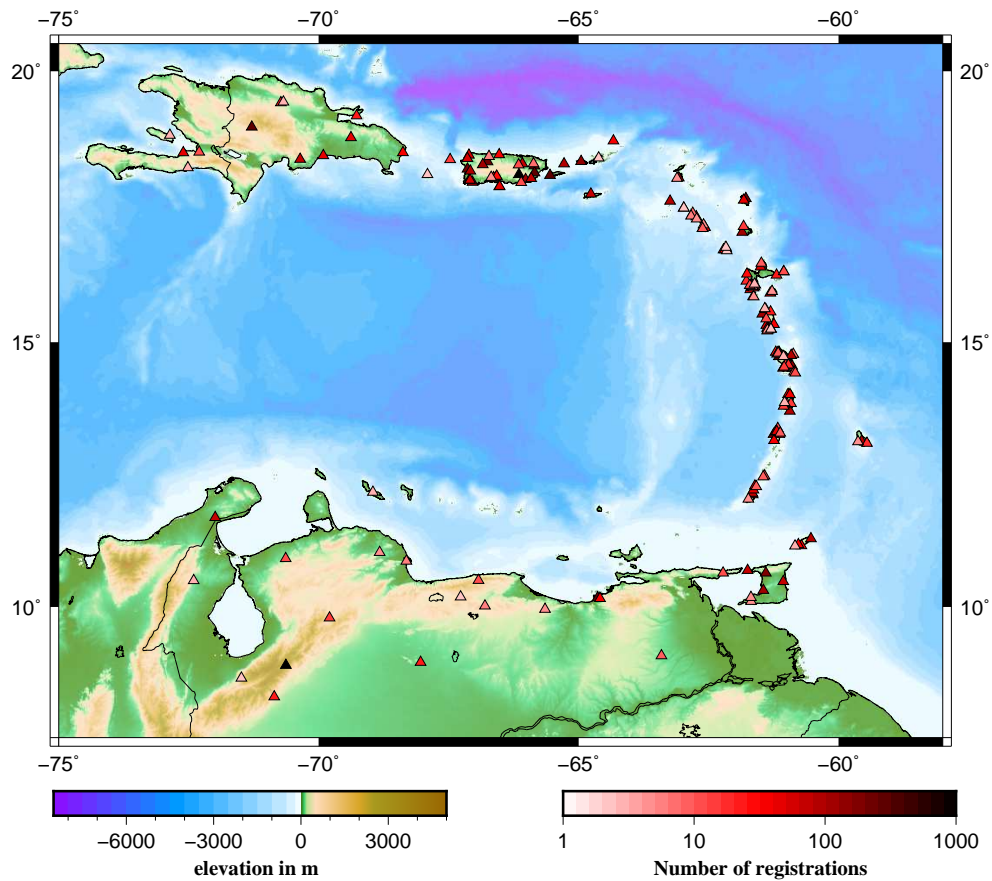 −75˚ −70˚ −65˚ −60˚
20˚ 20˚
15˚ 15˚
10˚ 10˚
−75˚ −70˚ −65˚ −60˚
−6000 −3000 0 3000
elevation in m
1 10 100 1000
Number of registrations